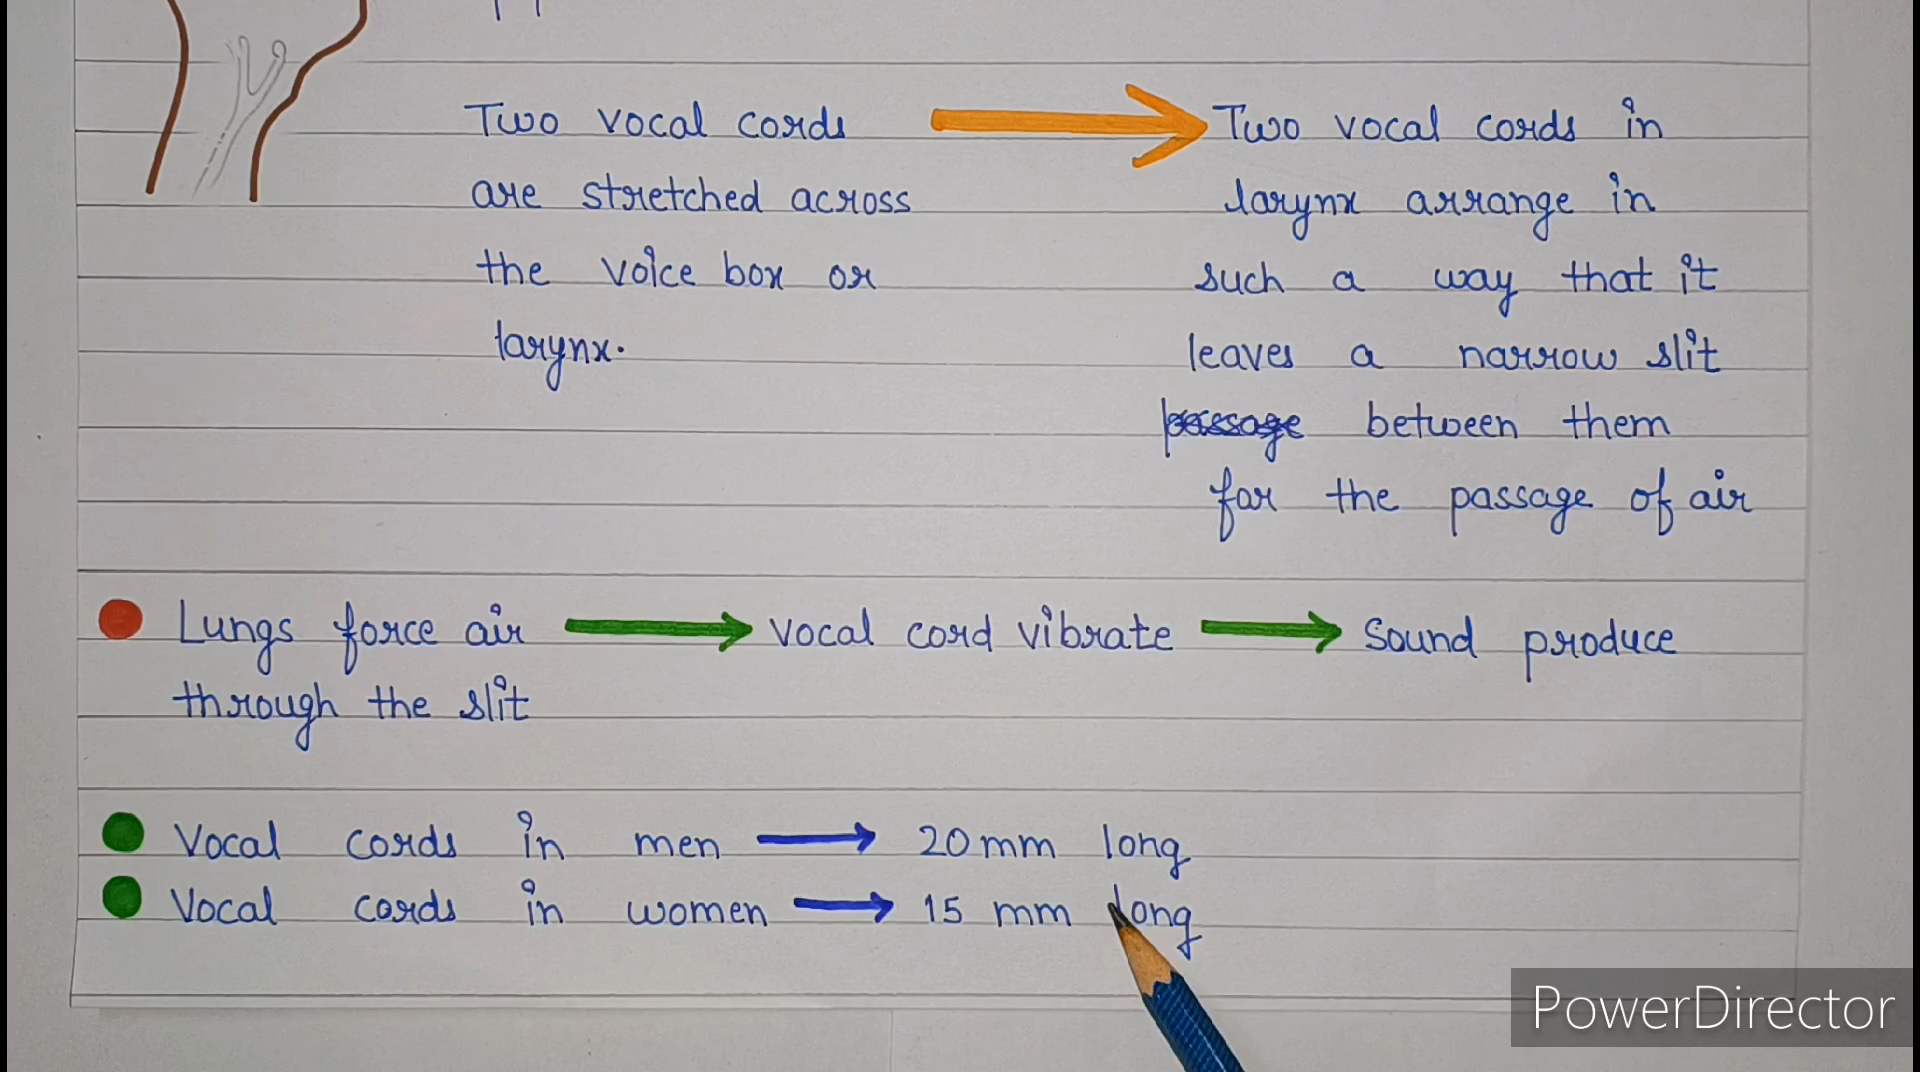 Two vocal cords
are stretched across
the voice box or
larynx.
Two vocal cords in
larynx arrange in
such a way that it
leaves a narrow slit
passage between them
for the passage of air
Lungs force air → vocal cord vibrate → sound produce
through the slit
Vocal cords in men → 20 mm long
Vocal cords in women → 15 mm long
PowerDirector